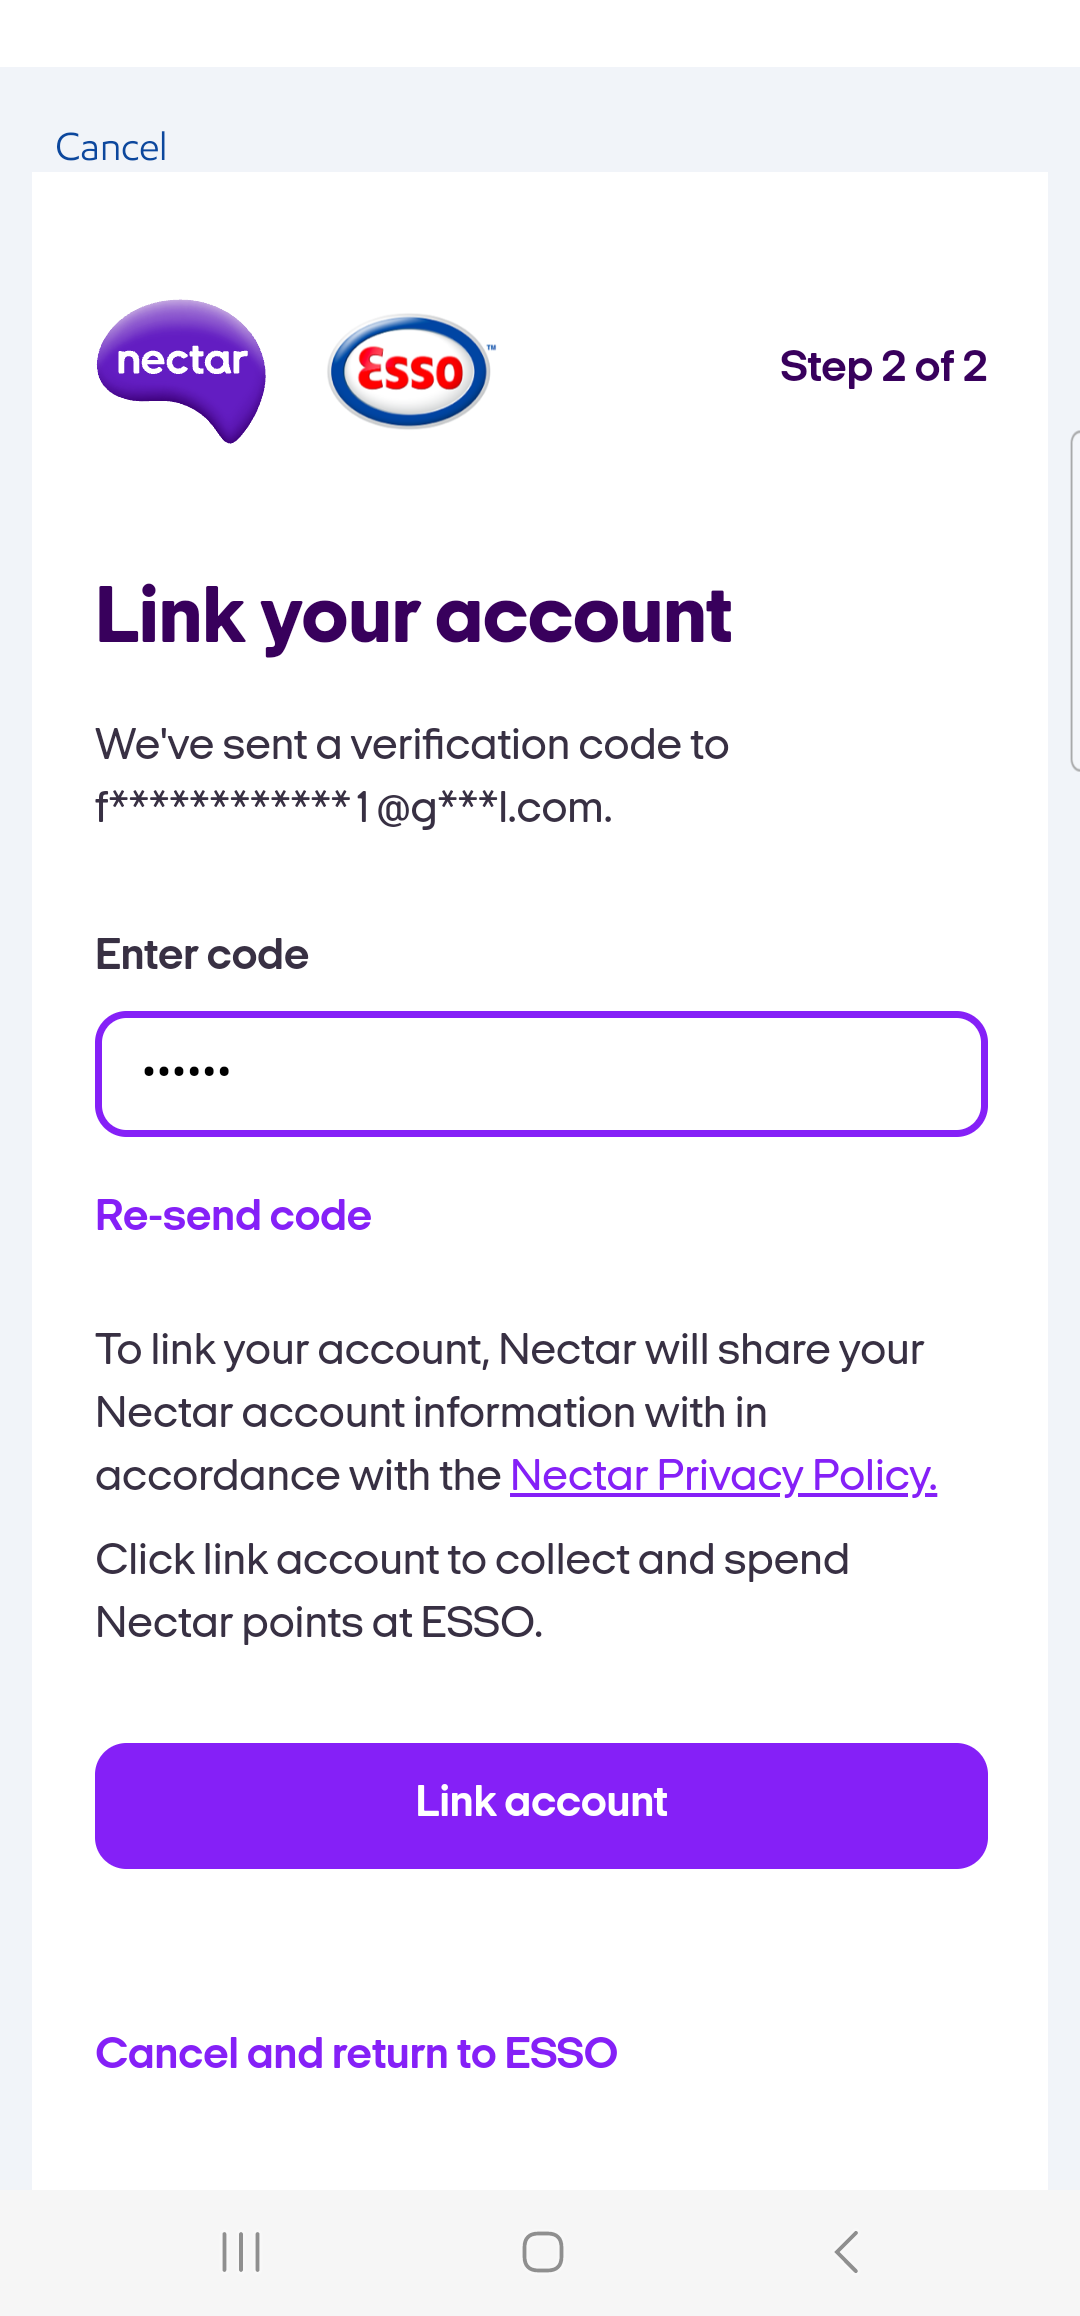 Cancel
nectar
Esso™
Step 2 of 2
Link your account
We've sent a verification code to
f************1@g***l.com.
Enter code
••••••
Re-send code
To link your account, Nectar will share your
Nectar account information with in
accordance with the Nectar Privacy Policy.
Click link account to collect and spend
Nectar points at ESSO.
Link account
Cancel and return to ESSO